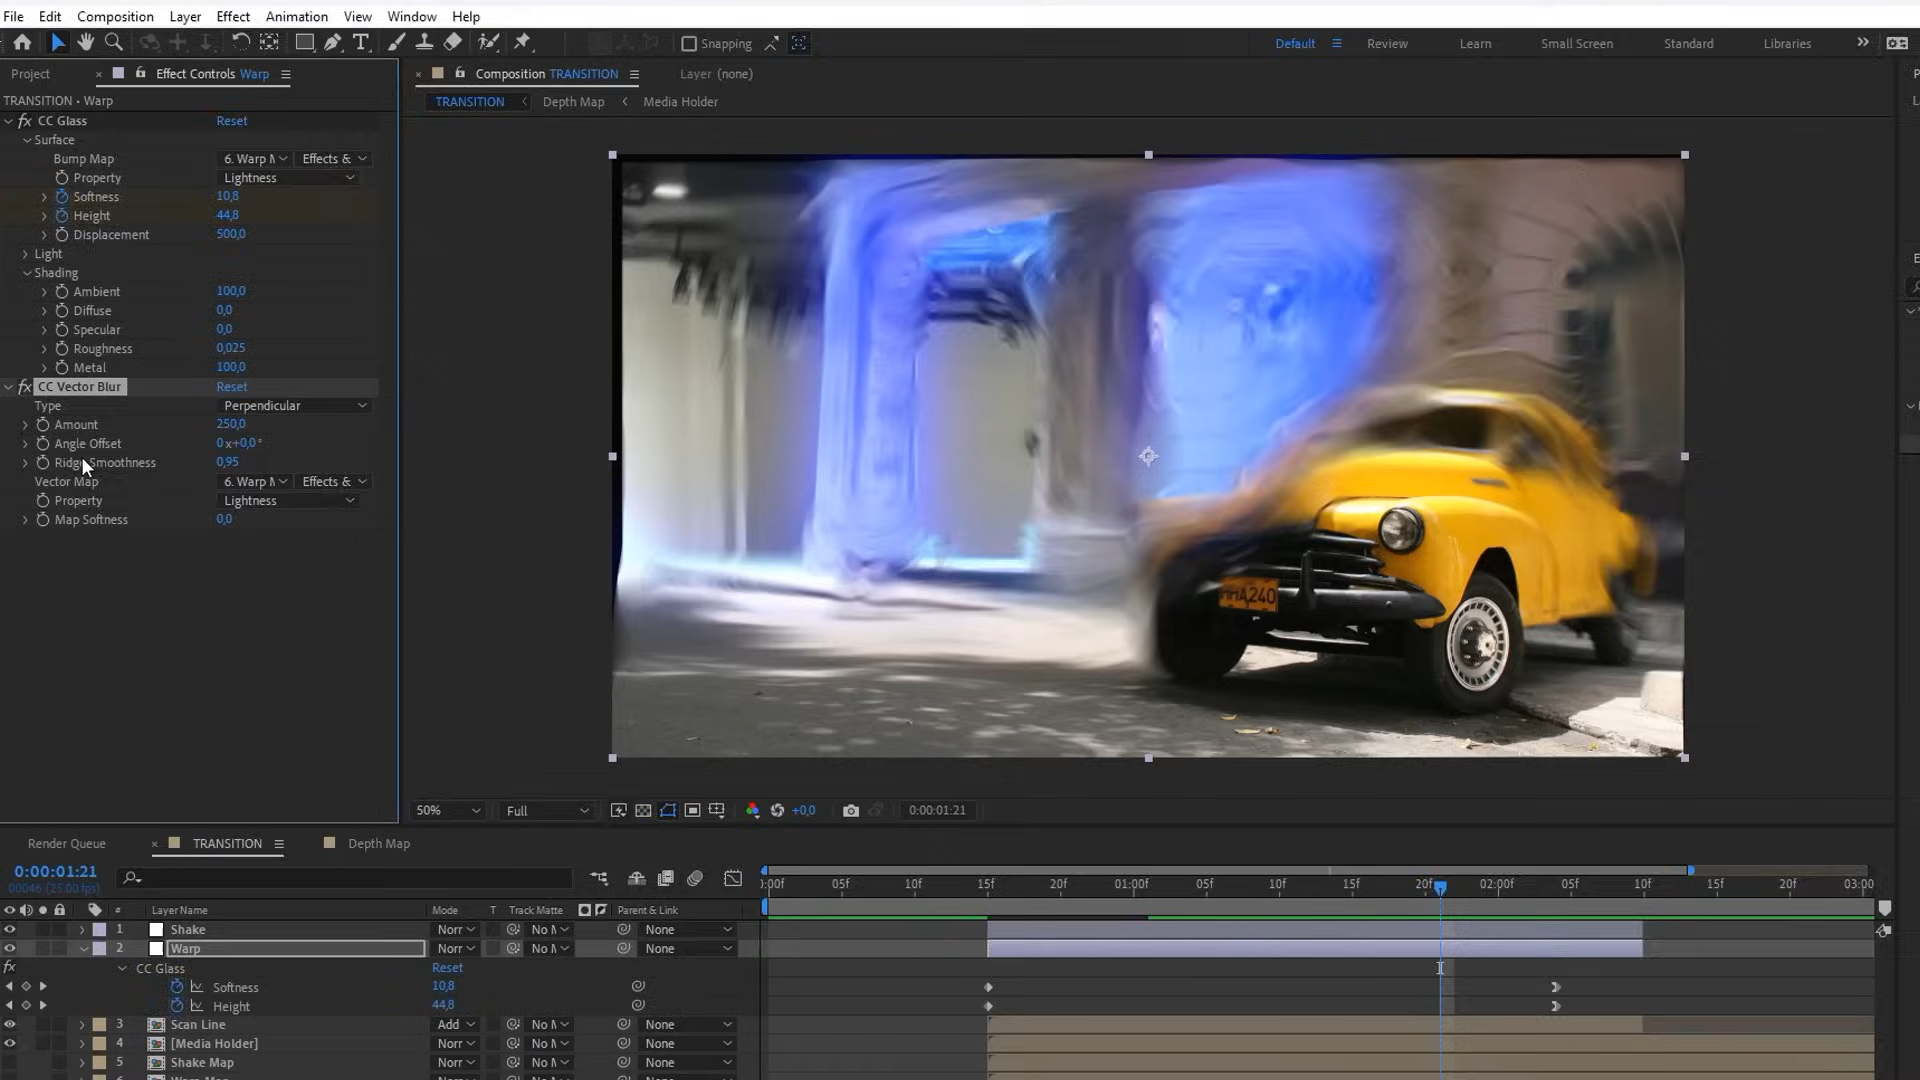 File Edit Composition Layer Effect Animation View Window Help
Snapping Default Review Learn Small Screen Standard Libraries
Project Effect Controls Warp Composition TRANSITION Layer (none)
TRANSITION • Warp
TRANSITION Depth Map Media Holder
CC Glass Reset
Surface
Bump Map 6. Warp Effects &
Property Lightness
Softness 10,8
Height 44,8
Displacement 500,0
Light
Shading
Ambient 100,0
Diffuse 0,0
Specular 0,0
Roughness 0,025
Metal 100,0
CC Vector Blur Reset
Type Perpendicular
Amount 250,0
Angle Offset 0x+0,0°
Ridge Smoothness 0,95
Vector Map 6. Warp Effects &
Property Lightness
Map Softness 0,0
HHA240
50% Full +0,0 0:00:01:21
Render Queue TRANSITION Depth Map
0:00:01:21
00046 (25.00 fps)
:00f 05f 10f 15f 20f 01:00f 05f 10f 15f 20f 02:00f 05f 10f 15f 20f 03:00
# Layer Name Mode T Track Matte Parent & Link
1 Shake Norr No None
2 Warp Norr No None
CC Glass Reset
Softness 10,8
Height 44,8
3 Scan Line Add No None
4 [Media Holder] Norr No None
5 Shake Map Norr No None